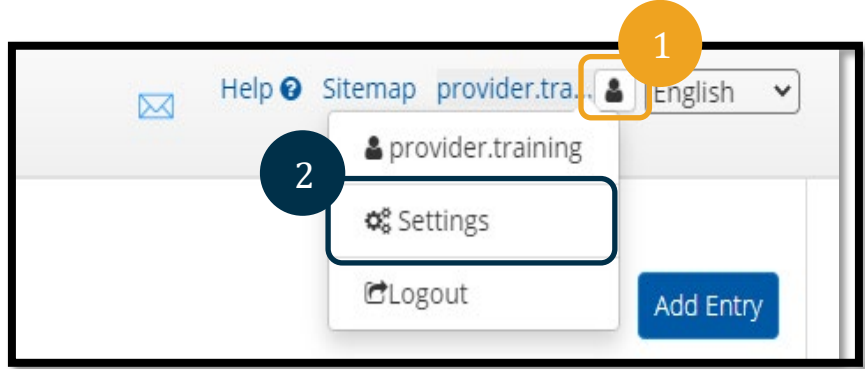 1
Help Sitemap provider.tra... English
provider.training
2
Settings
Logout
Add Entry